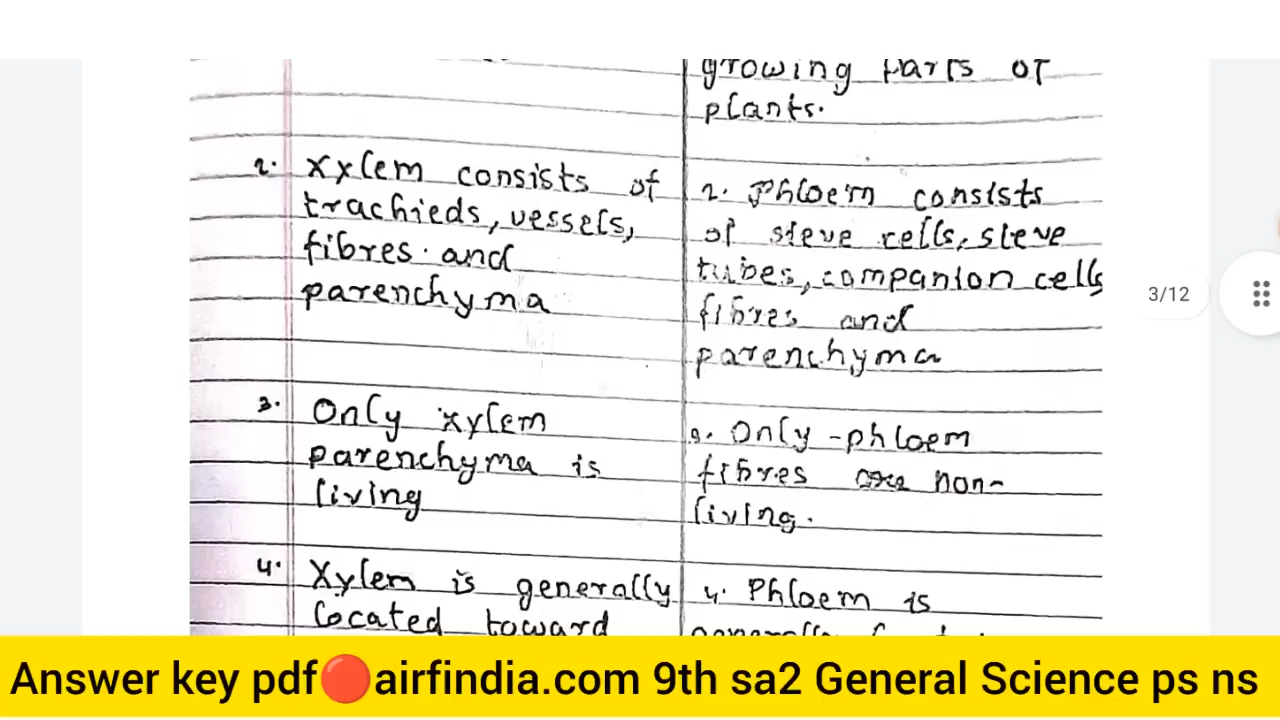 growing parts of
plants.
2. Xylem consists of
trachieds, vessels,
fibres and
parenchyma
2. Phloem consists
of sieve cells, sieve
tubes, companion cells
fibres and
parenchyma
3. Only xylem
parenchyma is
living
3. Only phloem
fibres are non-
living.
4. Xylem is generally
located toward
4. Phloem is
generally
3/12
Answer key pdf🔴airfindia.com 9th sa2 General Science ps ns